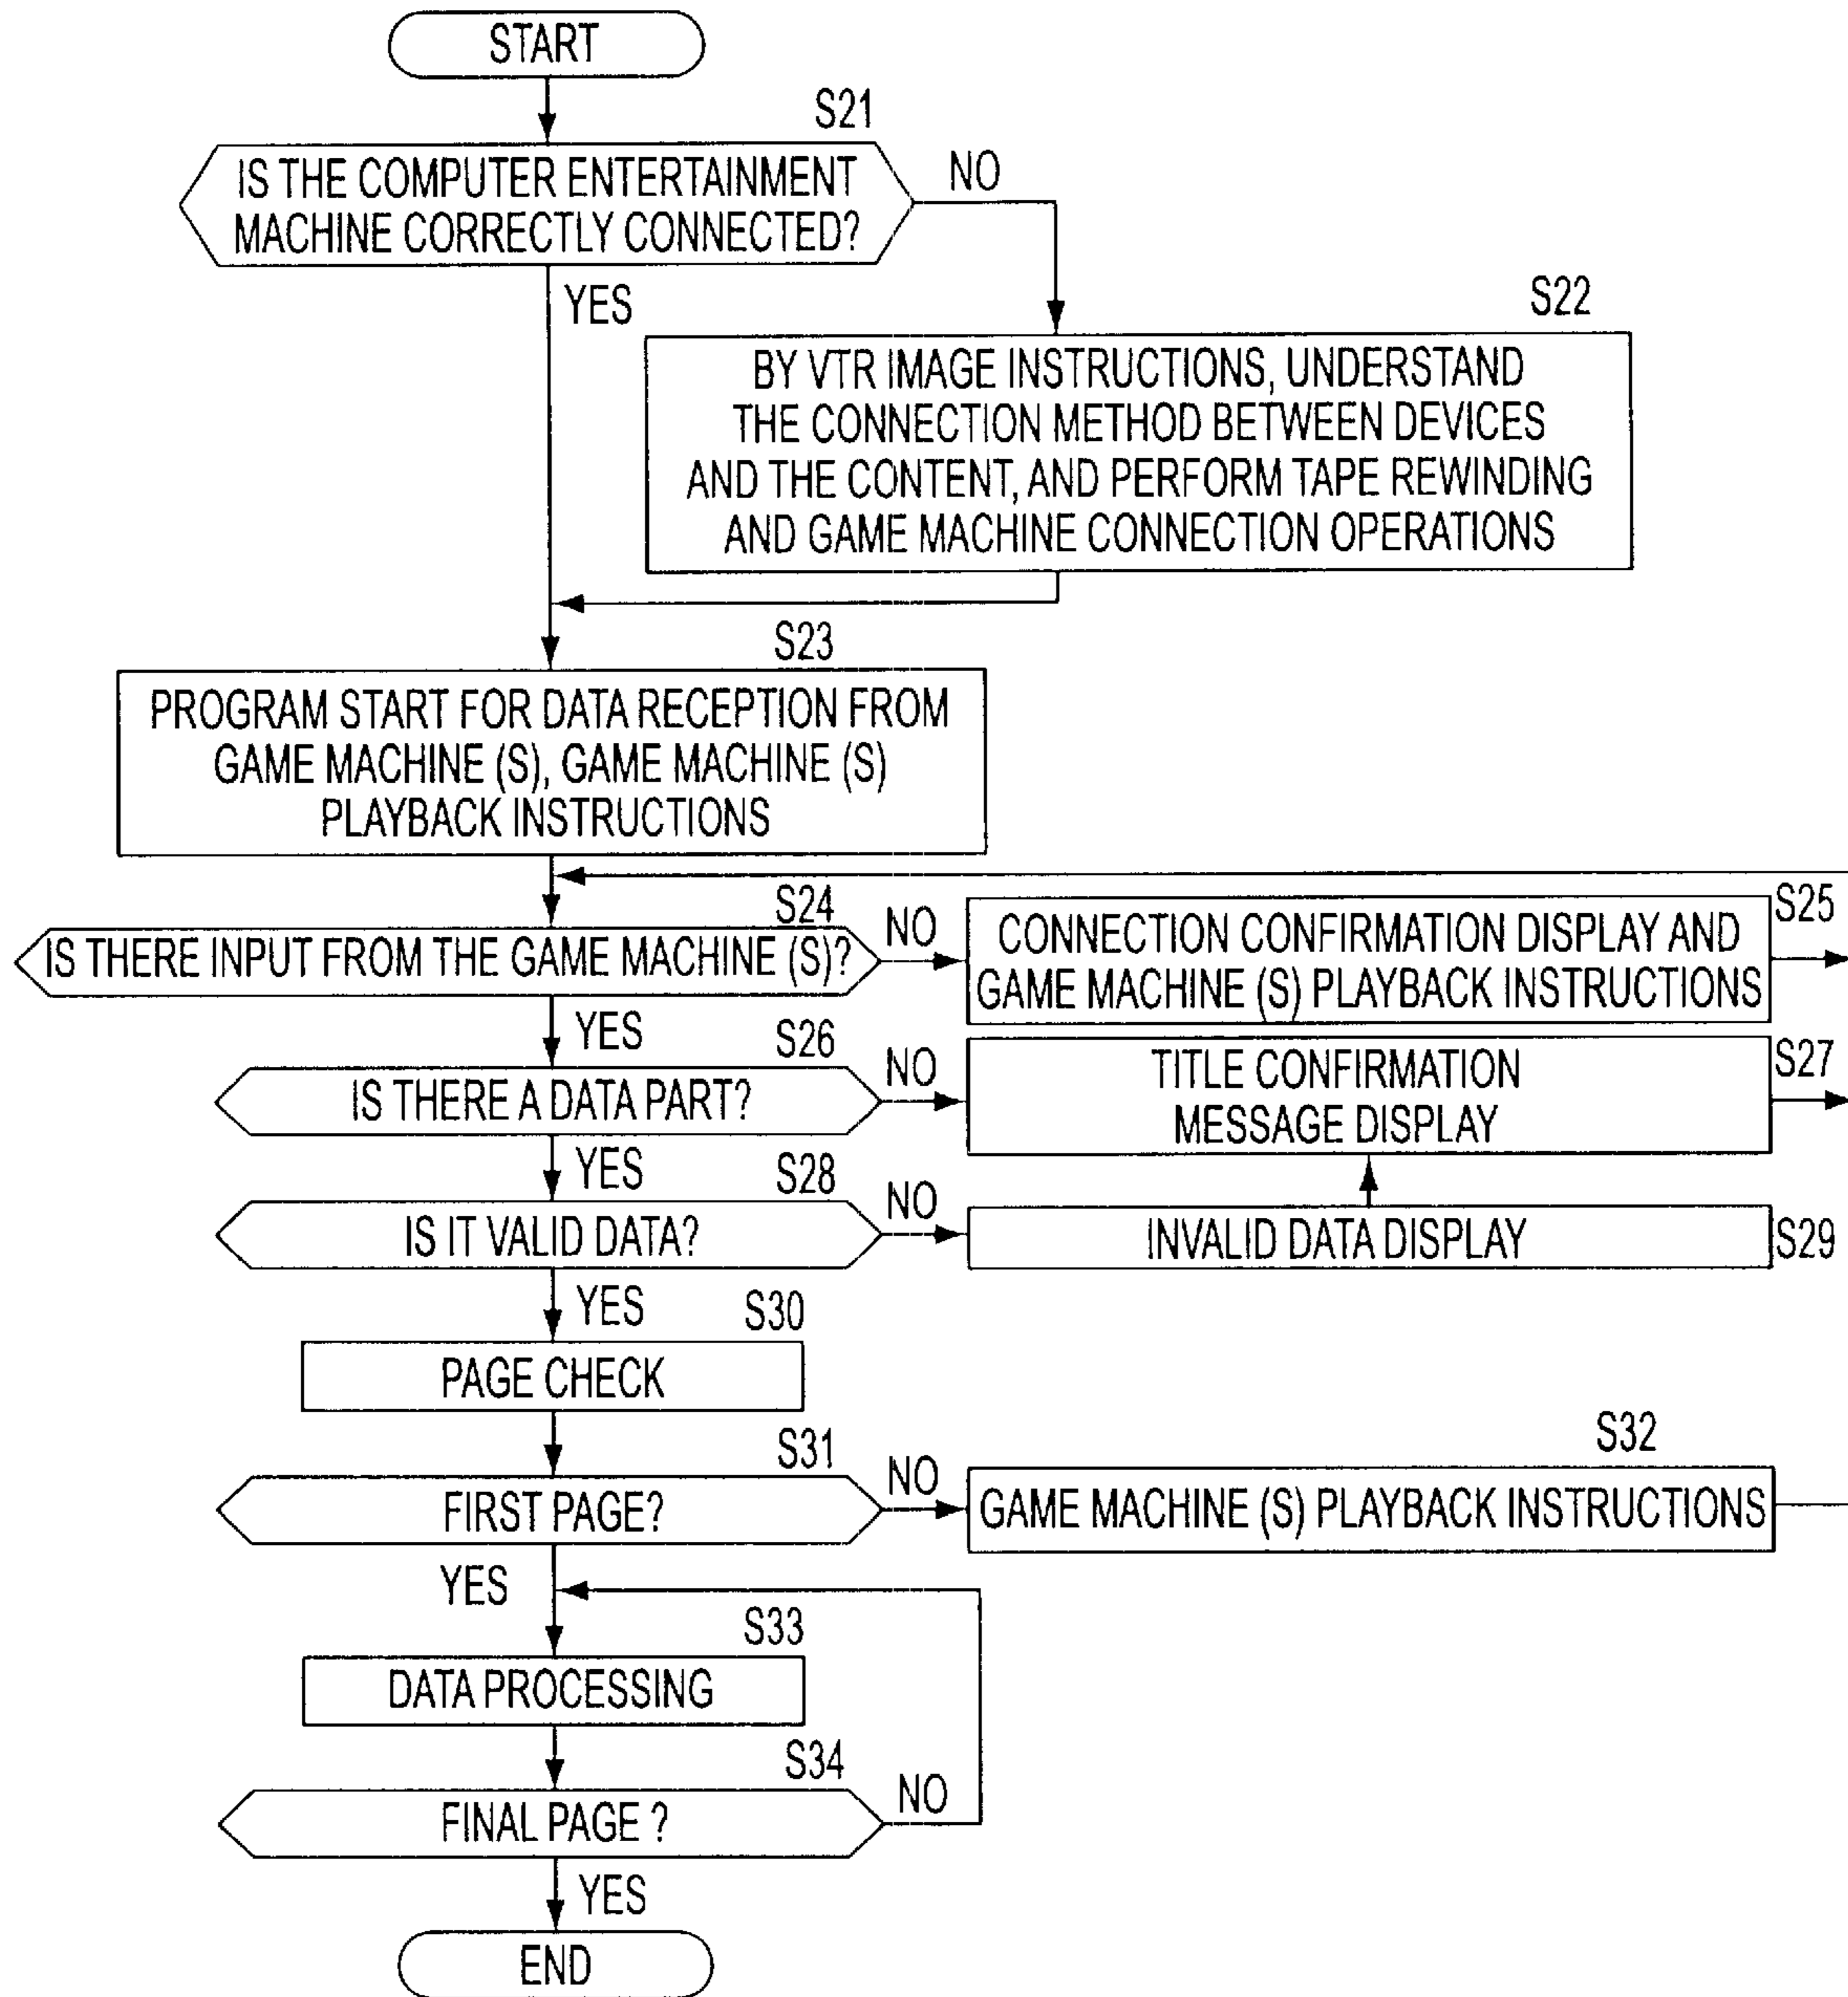 START
S21
IS THE COMPUTER ENTERTAINMENT
MACHINE CORRECTLY CONNECTED?
NO
YES
S22
BY VTR IMAGE INSTRUCTIONS, UNDERSTAND
THE CONNECTION METHOD BETWEEN DEVICES
AND THE CONTENT, AND PERFORM TAPE REWINDING
AND GAME MACHINE CONNECTION OPERATIONS
S23
PROGRAM START FOR DATA RECEPTION FROM
GAME MACHINE (S), GAME MACHINE (S)
PLAYBACK INSTRUCTIONS
S24
IS THERE INPUT FROM THE GAME MACHINE (S)?
NO
S25
CONNECTION CONFIRMATION DISPLAY AND
GAME MACHINE (S) PLAYBACK INSTRUCTIONS
YES
S26
IS THERE A DATA PART?
NO
S27
TITLE CONFIRMATION
MESSAGE DISPLAY
YES
S28
IS IT VALID DATA?
NO
INVALID DATA DISPLAY
S29
YES
S30
PAGE CHECK
S31
FIRST PAGE?
NO
S32
GAME MACHINE (S) PLAYBACK INSTRUCTIONS
YES
S33
DATA PROCESSING
S34
FINAL PAGE ?
NO
YES
END